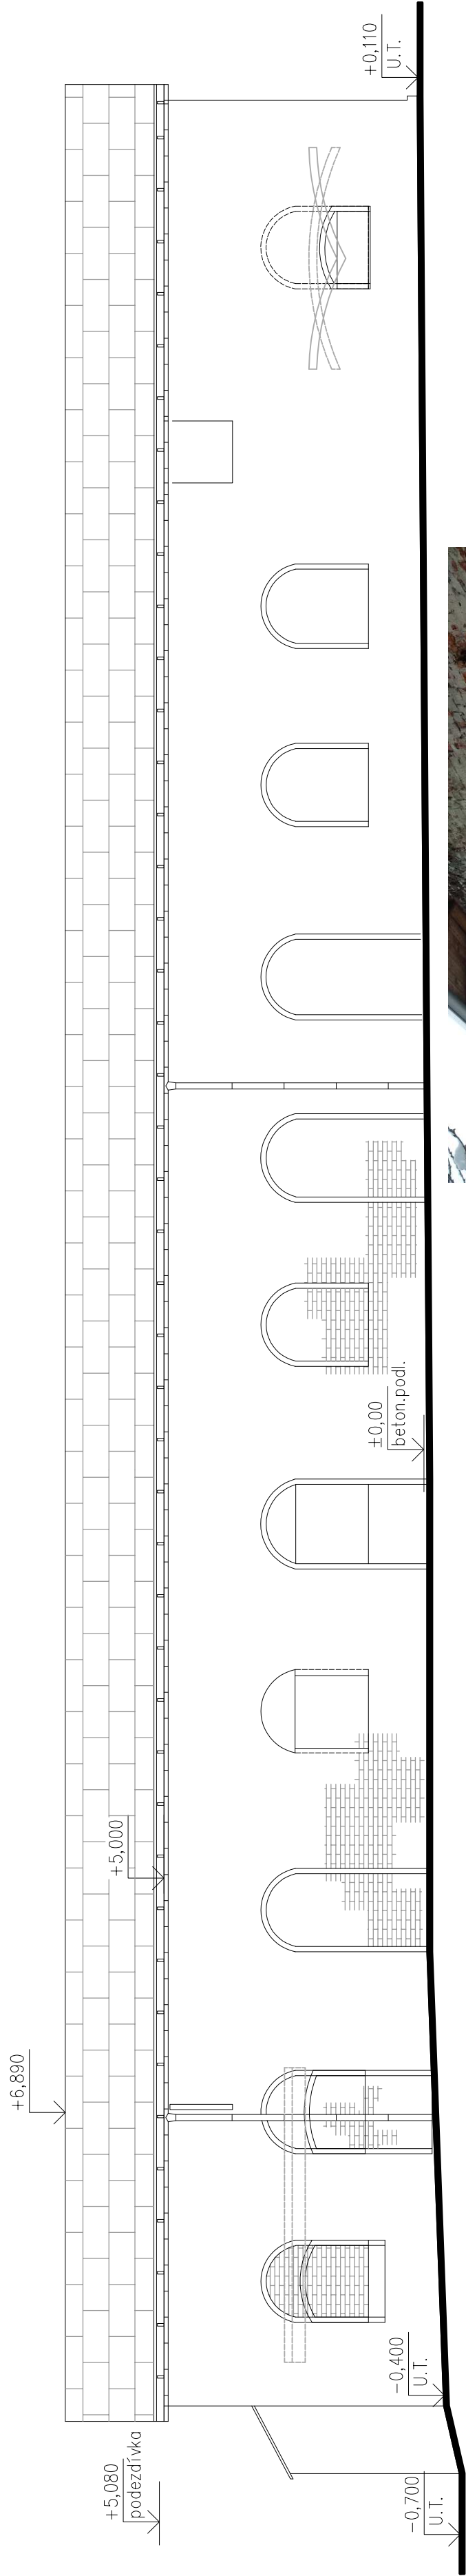 +6,890
+5,080
podezdívka
+5,000
-0,700
U.T.
-0,400
U.T.
±0,00
beton.podl.
+0,110
U.T.